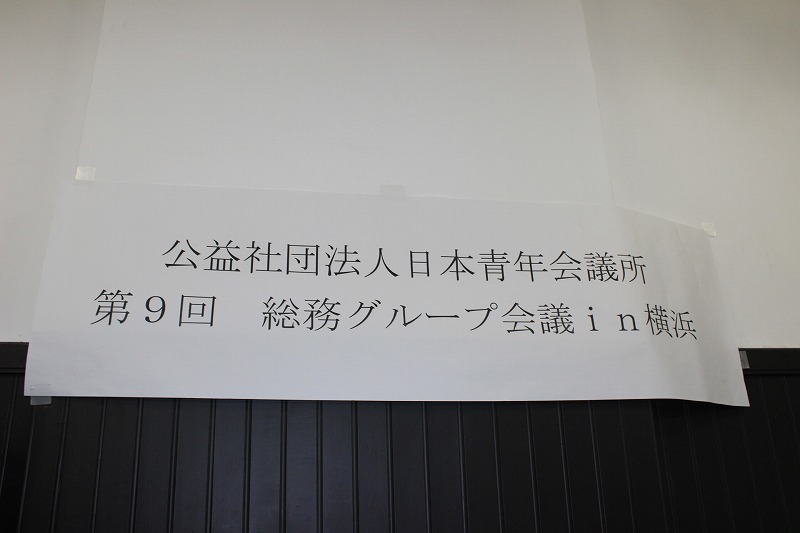 公益社団法人日本青年会議所
第９回　総務グループ会議ｉｎ横浜